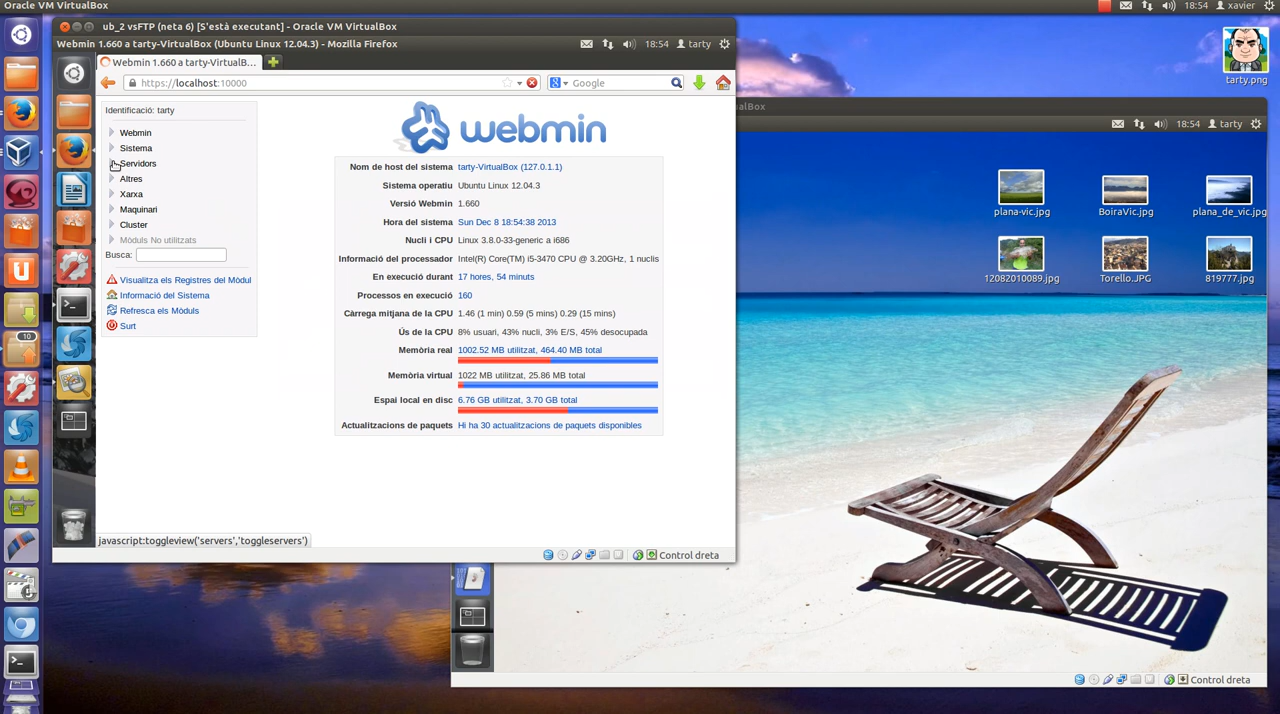 Oracle VM VirtualBox
18:54 xavier
ub_2 vsFTP (neta 6) [S'està executant] - Oracle VM VirtualBox
Webmin 1.660 a tarty-VirtualBox (Ubuntu Linux 12.04.3) - Mozilla Firefox
18:54 tarty
Webmin 1.660 a tarty-VirtualB...
https://localhost:10000
Google
Identificació: tarty
Webmin
Sistema
Servidors
Altres
Xarxa
Maquinari
Cluster
Mòduls No utilitzats
Busca:
Visualitza els Registres del Mòdul
Informació del Sistema
Refresca els Mòduls
Surt
webmin
Nom de host del sistema tarty-VirtualBox (127.0.1.1)
Sistema operatiu Ubuntu Linux 12.04.3
Versió Webmin 1.660
Hora del sistema Sun Dec 8 18:54:38 2013
Nucli i CPU Linux 3.8.0-33-generic a i686
Informació del processador Intel(R) Core(TM) i5-3470 CPU @ 3.20GHz, 1 nuclis
En execució durant 17 hores, 54 minuts
Processos en execució 160
Càrrega mitjana de la CPU 1.46 (1 min) 0.59 (5 mins) 0.29 (15 mins)
Ús de la CPU 8% usuari, 43% nucli, 3% E/S, 45% desocupada
Memòria real 1002.52 MB utilitzat, 464.40 MB total
Memòria virtual 1022 MB utilitzat, 25.86 MB total
Espai local en disc 6.76 GB utilitzat, 3.70 GB total
Actualitzacions de paquets Hi ha 30 actualitzacions de paquets disponibles
javascript:toggleview('servers','toggleservers')
Control dreta
10
tarty.png
18:54 tarty
plana-vic.jpg
BoiraVic.jpg
plana_de_vic.jpg
12082010089.jpg
Torello.JPG
819777.jpg
Control dreta